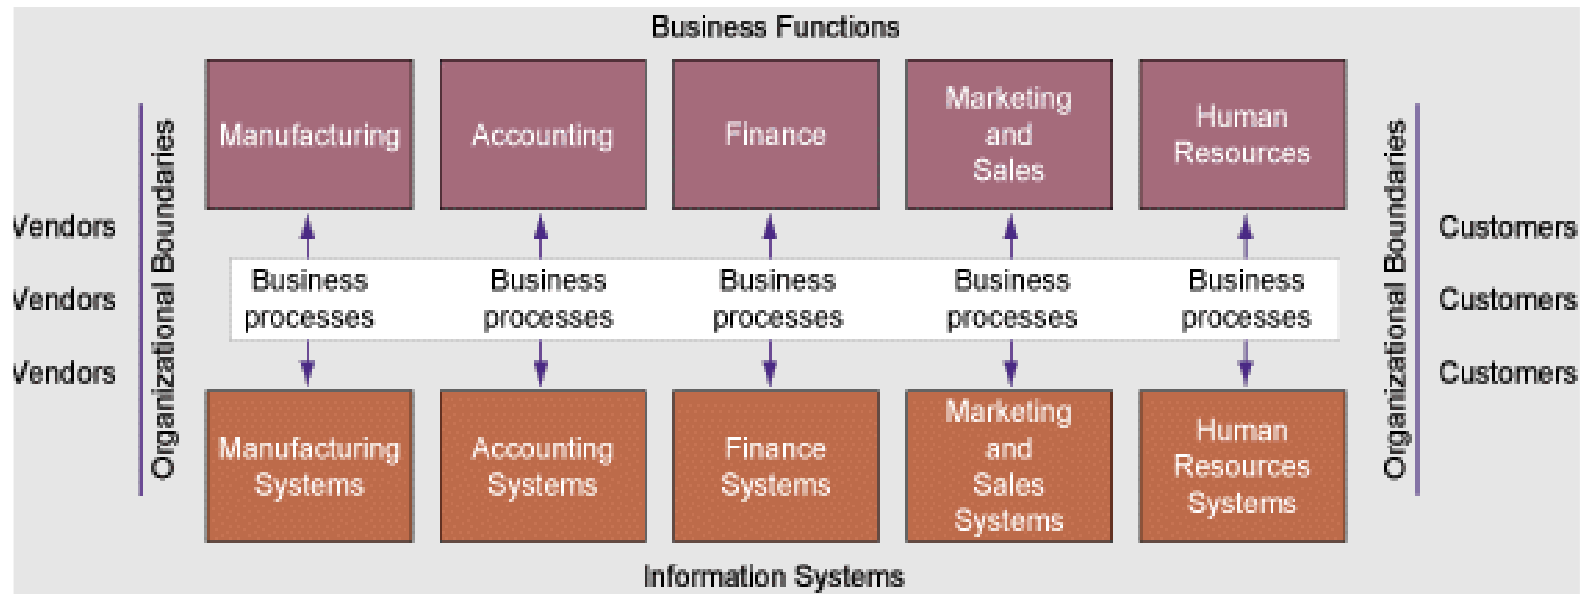 Business Functions
Manufacturing
Accounting
Finance
Marketing
and
Sales
Human
Resources
Vendors
Vendors
Vendors
Organizational Boundaries
Business
processes
Business
processes
Business
processes
Business
processes
Business
processes
Organizational Boundaries
Customers
Customers
Customers
Manufacturing
Systems
Accounting
Systems
Finance
Systems
Marketing
and
Sales
Systems
Human
Resources
Systems
Information Systems